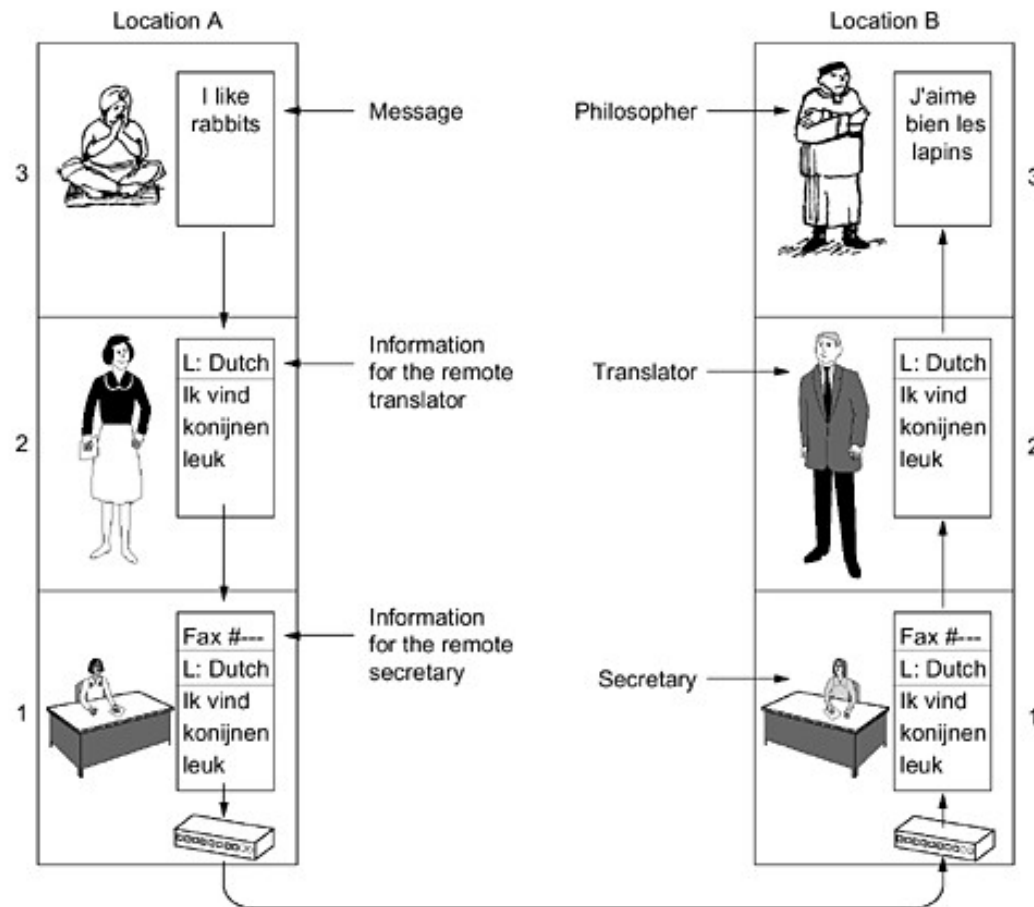 Location A
Location B
I like
rabbits
Message
Philosopher
J'aime
bien les
lapins
3
3
L: Dutch
Ik vind
konijnen
leuk
Information
for the remote
translator
Translator
L: Dutch
Ik vind
konijnen
leuk
2
2
Fax #---
L: Dutch
Ik vind
konijnen
leuk
Information
for the remote
secretary
Secretary
Fax #---
L: Dutch
Ik vind
konijnen
leuk
1
1